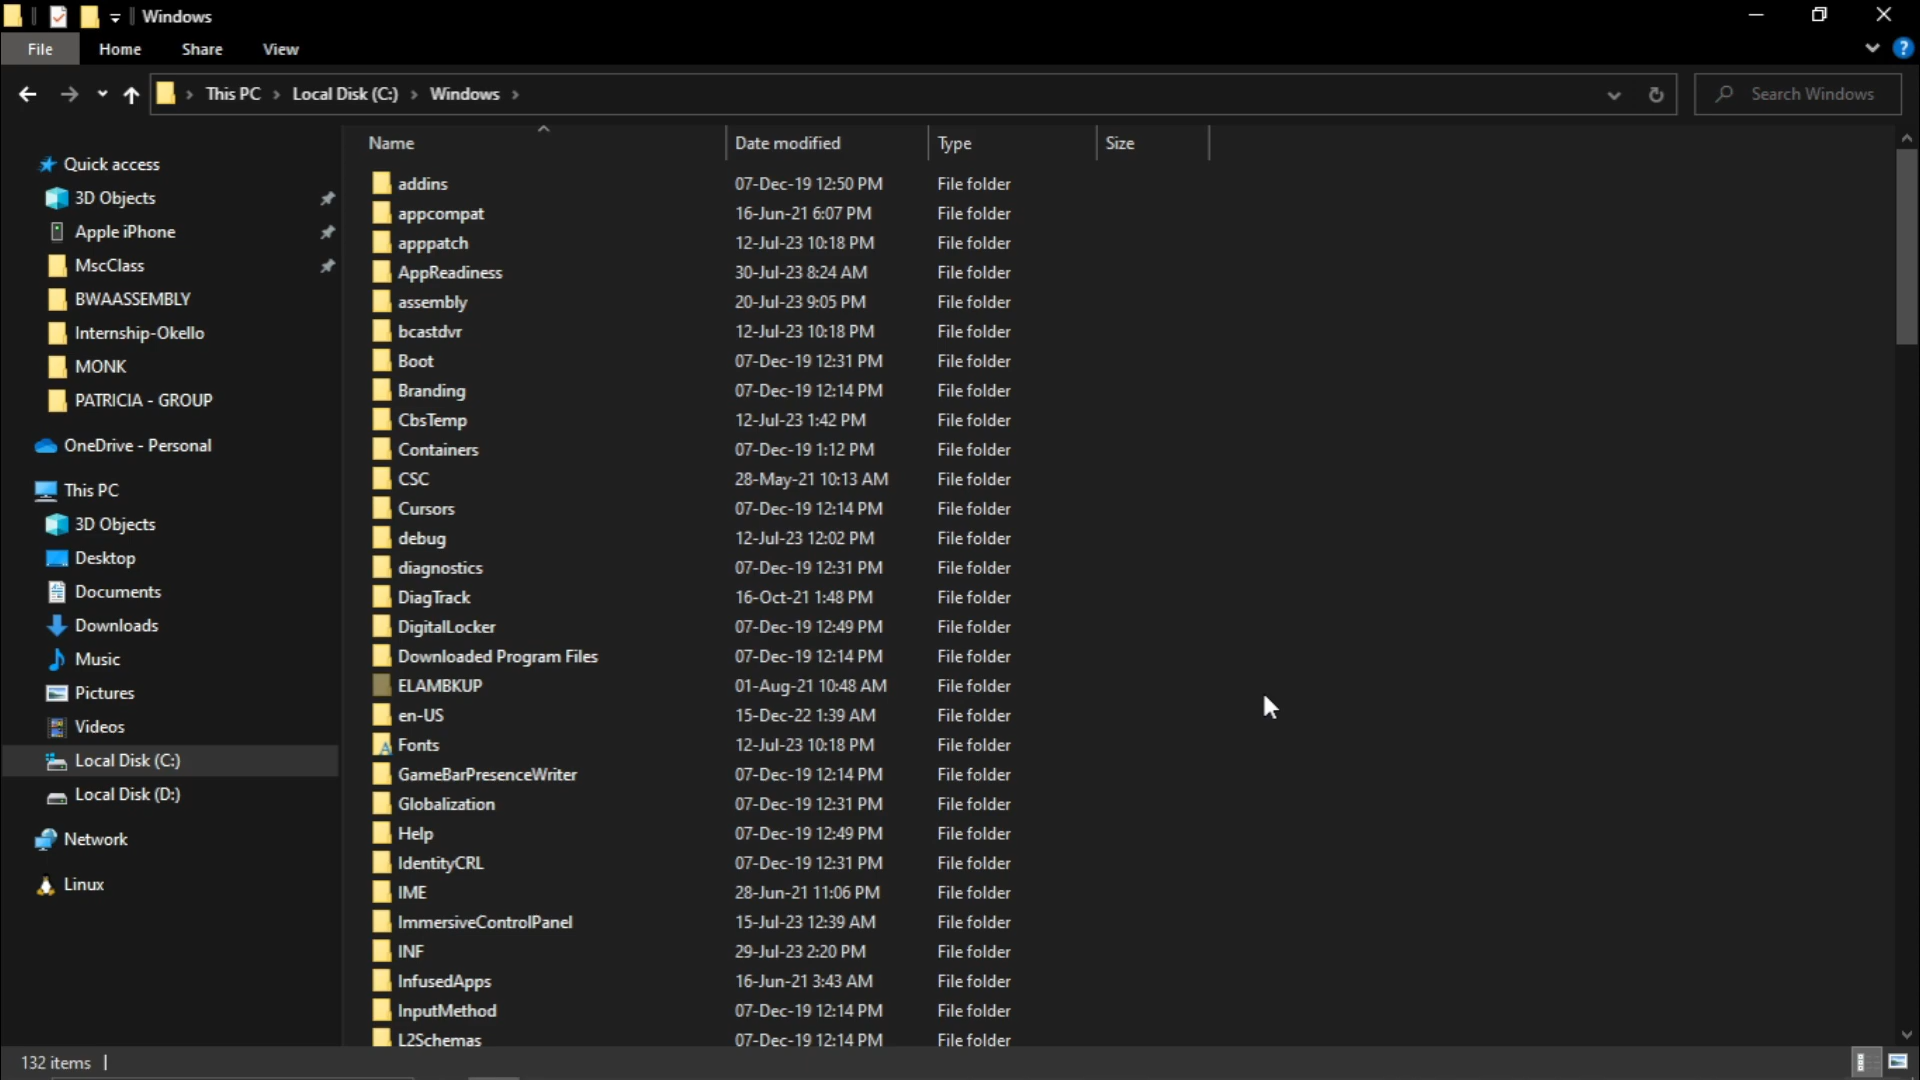 Windows
File Home Share View
This PC Local Disk (C:) Windows Search Windows
Name Date modified Type Size
Quick access
3D Objects
Apple iPhone
MscClass
BWAASSEMBLY
Internship-Okello
MONK
PATRICIA - GROUP
OneDrive - Personal
This PC
3D Objects
Desktop
Documents
Downloads
Music
Pictures
Videos
Local Disk (C:)
Local Disk (D:)
Network
Linux
addins 07-Dec-19 12:50 PM File folder
appcompat 16-Jun-21 6:07 PM File folder
apppatch 12-Jul-23 10:18 PM File folder
AppReadiness 30-Jul-23 8:24 AM File folder
assembly 20-Jul-23 9:05 PM File folder
bcastdvr 12-Jul-23 10:18 PM File folder
Boot 07-Dec-19 12:31 PM File folder
Branding 07-Dec-19 12:14 PM File folder
CbsTemp 12-Jul-23 1:42 PM File folder
Containers 07-Dec-19 1:12 PM File folder
CSC 28-May-21 10:13 AM File folder
Cursors 07-Dec-19 12:14 PM File folder
debug 12-Jul-23 12:02 PM File folder
diagnostics 07-Dec-19 12:31 PM File folder
DiagTrack 16-Oct-21 1:48 PM File folder
DigitalLocker 07-Dec-19 12:49 PM File folder
Downloaded Program Files 07-Dec-19 12:14 PM File folder
ELAMBKUP 01-Aug-21 10:48 AM File folder
en-US 15-Dec-22 1:39 AM File folder
Fonts 12-Jul-23 10:18 PM File folder
GameBarPresenceWriter 07-Dec-19 12:14 PM File folder
Globalization 07-Dec-19 12:31 PM File folder
Help 07-Dec-19 12:49 PM File folder
IdentityCRL 07-Dec-19 12:31 PM File folder
IME 28-Jun-21 11:06 PM File folder
ImmersiveControlPanel 15-Jul-23 12:39 AM File folder
INF 29-Jul-23 2:20 PM File folder
InfusedApps 16-Jun-21 3:43 AM File folder
InputMethod 07-Dec-19 12:14 PM File folder
L2Schemas 07-Dec-19 12:14 PM File folder
132 items